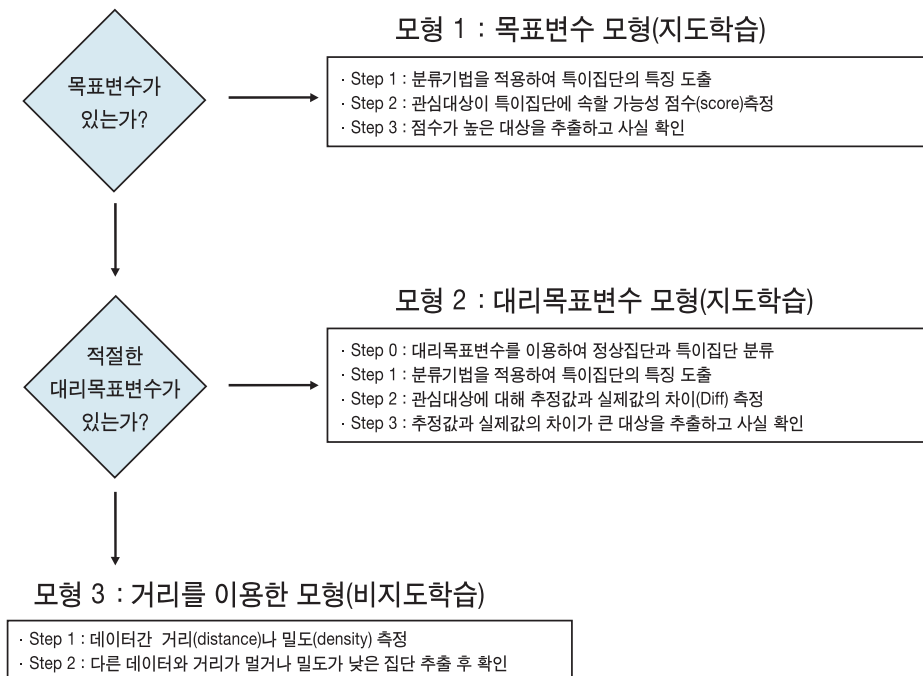 모형 1 : 목표변수 모형(지도학습)
목표변수가
있는가?
· Step 1 : 분류기법을 적용하여 특이집단의 특징 도출
· Step 2 : 관심대상이 특이집단에 속할 가능성 점수(score)측정
· Step 3 : 점수가 높은 대상을 추출하고 사실 확인
모형 2 : 대리목표변수 모형(지도학습)
적절한
대리목표변수가
있는가?
· Step 0 : 대리목표변수를 이용하여 정상집단과 특이집단 분류
· Step 1 : 분류기법을 적용하여 특이집단의 특징 도출
· Step 2 : 관심대상에 대해 추정값과 실제값의 차이(Diff) 측정
· Step 3 : 추정값과 실제값의 차이가 큰 대상을 추출하고 사실 확인
모형 3 : 거리를 이용한 모형(비지도학습)
· Step 1 : 데이터간 거리(distance)나 밀도(density) 측정
· Step 2 : 다른 데이터와 거리가 멀거나 밀도가 낮은 집단 추출 후 확인